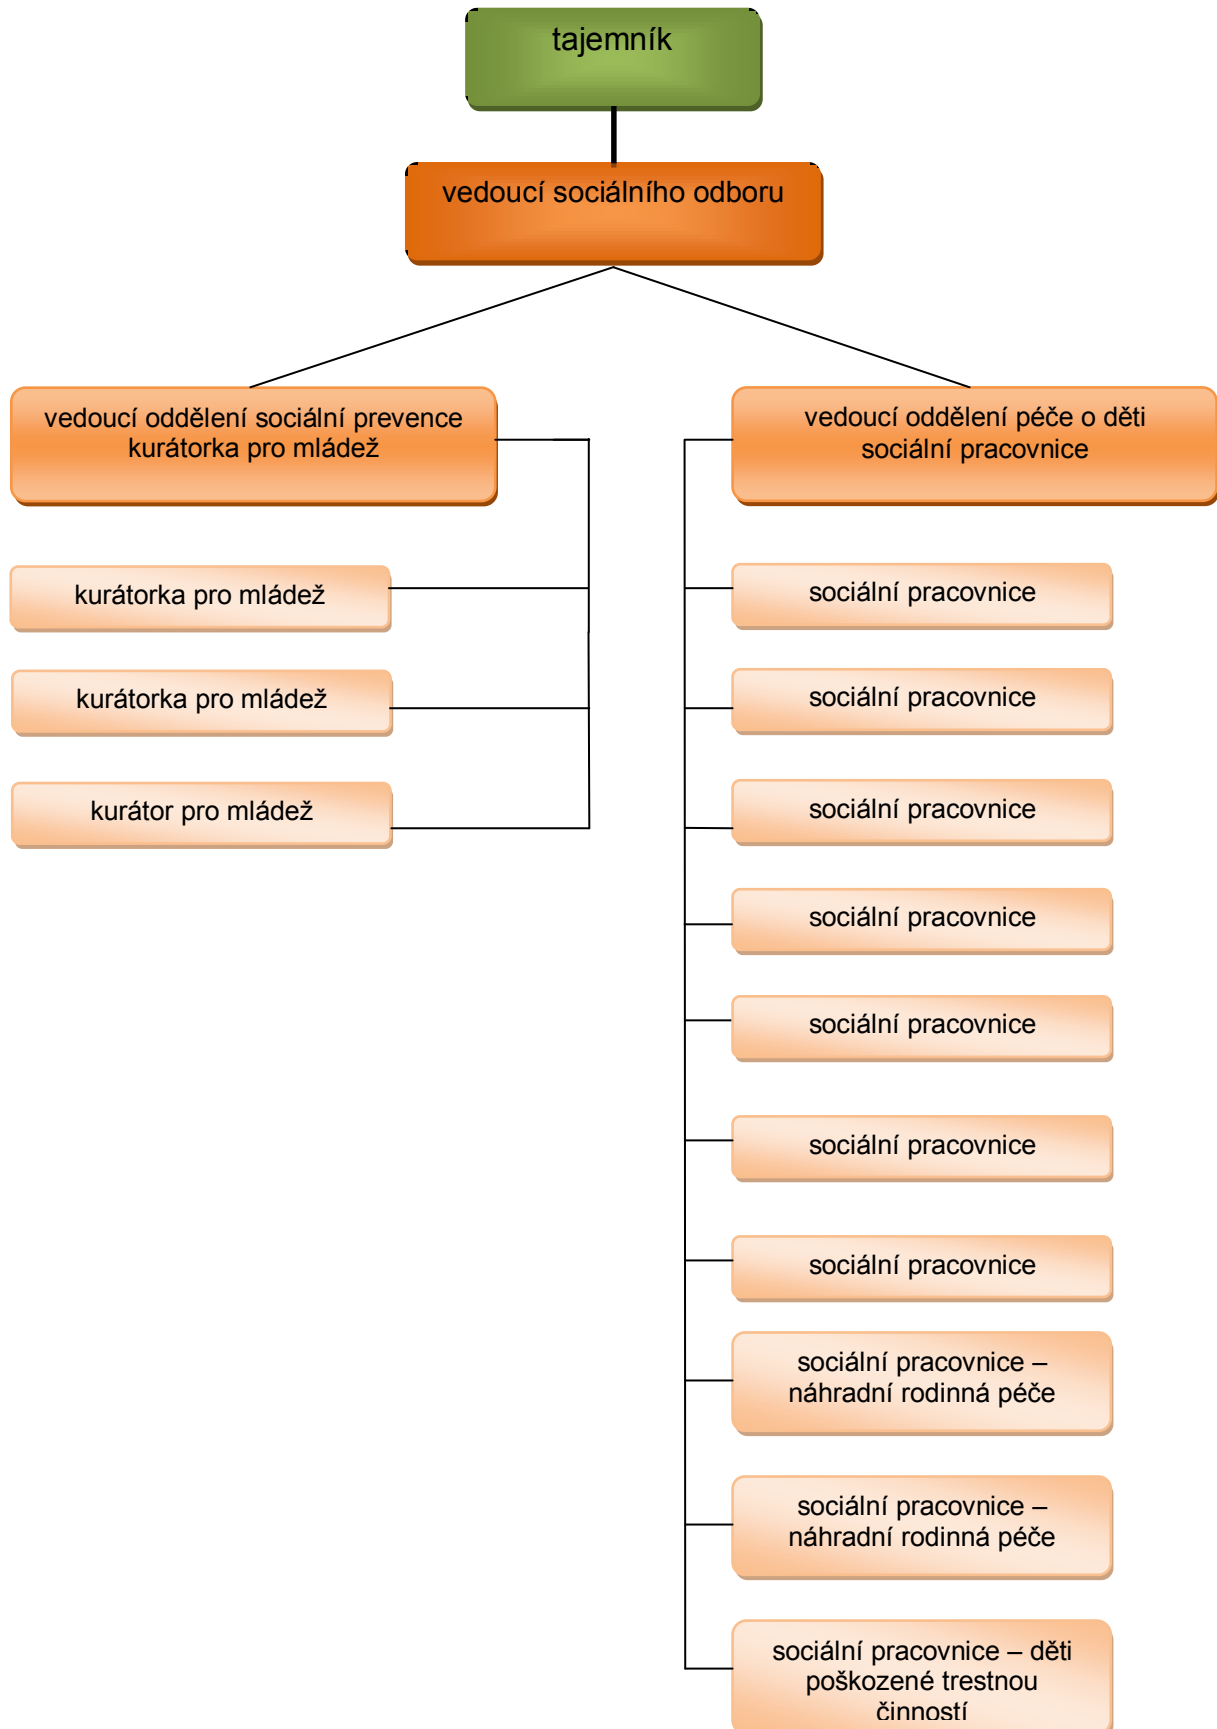 tajemník
vedoucí sociálního odboru
vedoucí oddělení sociální prevence
kurátorka pro mládež
kurátorka pro mládež
kurátorka pro mládež
kurátor pro mládež
vedoucí oddělení péče o děti
sociální pracovnice
sociální pracovnice
sociální pracovnice
sociální pracovnice
sociální pracovnice
sociální pracovnice
sociální pracovnice
sociální pracovnice
sociální pracovnice –
náhradní rodinná péče
sociální pracovnice –
náhradní rodinná péče
sociální pracovnice – děti
poškozené trestnou
činností